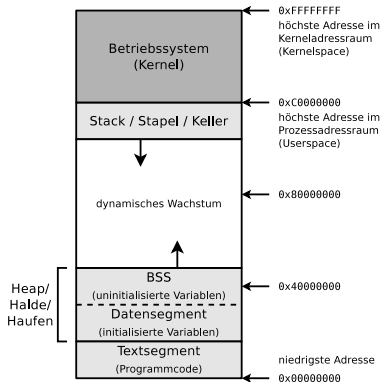 0xFFFFFFFF
höchste Adresse im
Kerneladressraum
(Kernelspace)
Betriebssystem
(Kernel)
0xC0000000
höchste Adresse im
Prozessadressraum
(Userspace)
Stack / Stapel / Keller
dynamisches Wachstum
0x80000000
Heap/
Halde/
Haufen
BSS
(uninitialisierte Variablen)
0x40000000
Datensegment
(initialisierte Variablen)
Textsegment
(Programmcode)
niedrigste Adresse
0x00000000